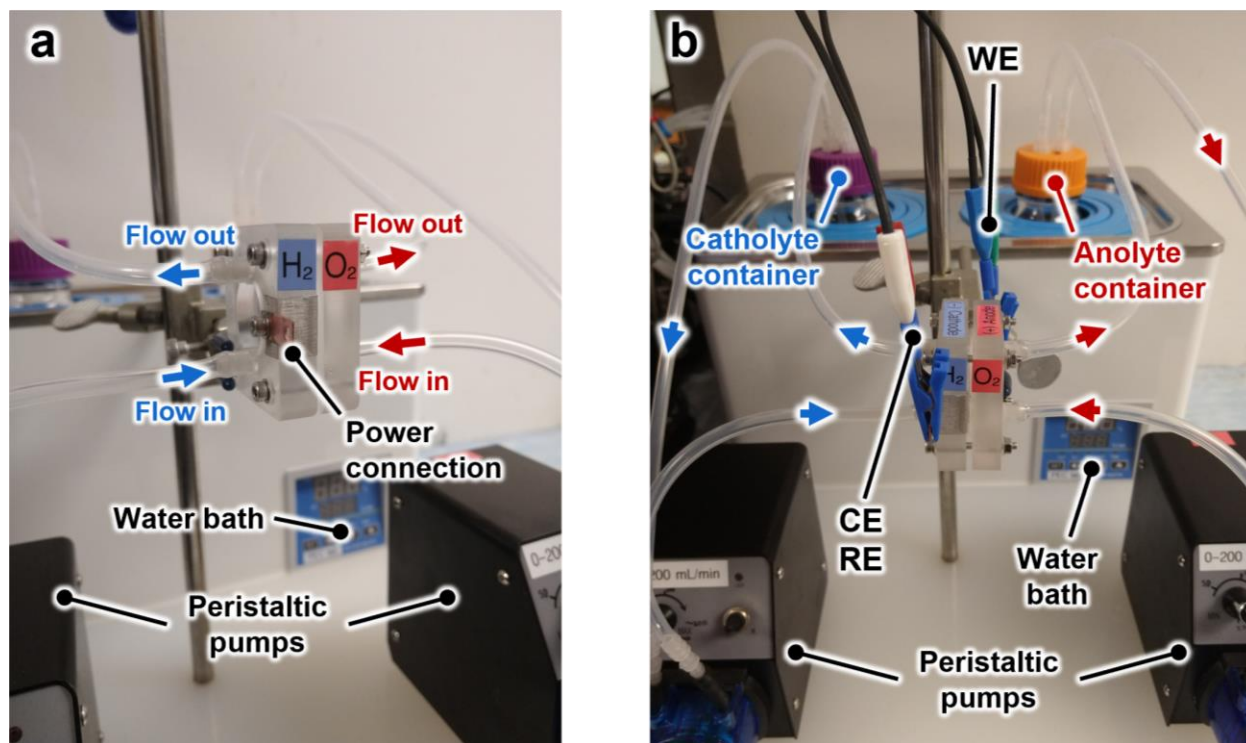 a
Flow out
Flow out
H₂ O₂
Flow in
Flow in
Power
connection
Water bath
Peristaltic
pumps
0-200
50
b
WE
Catholyte
container
Anolyte
container
(-) Cathode
(+) Anode
H₂ O₂
CE
RE
Water
bath
200 mL/min
0-200
50
Peristaltic
pumps